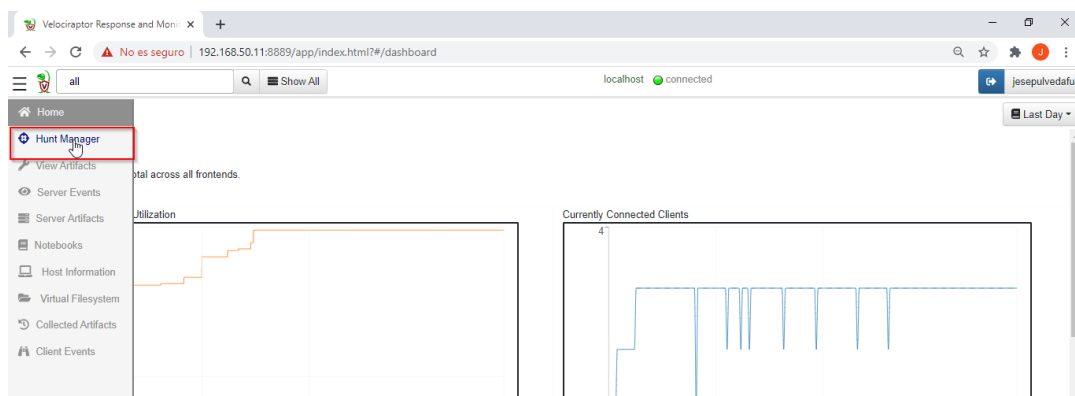 Velociraptor Response and Moni
No es seguro | 192.168.50.11:8889/app/index.html?#/dashboard
J
all
Show All
localhost connected
jesepulvedafu
Home
Last Day
Hunt Manager
View Artifacts
otal across all frontends.
Server Events
Server Artifacts
Utilization
Currently Connected Clients
4
Notebooks
Host Information
Virtual Filesystem
Collected Artifacts
Client Events